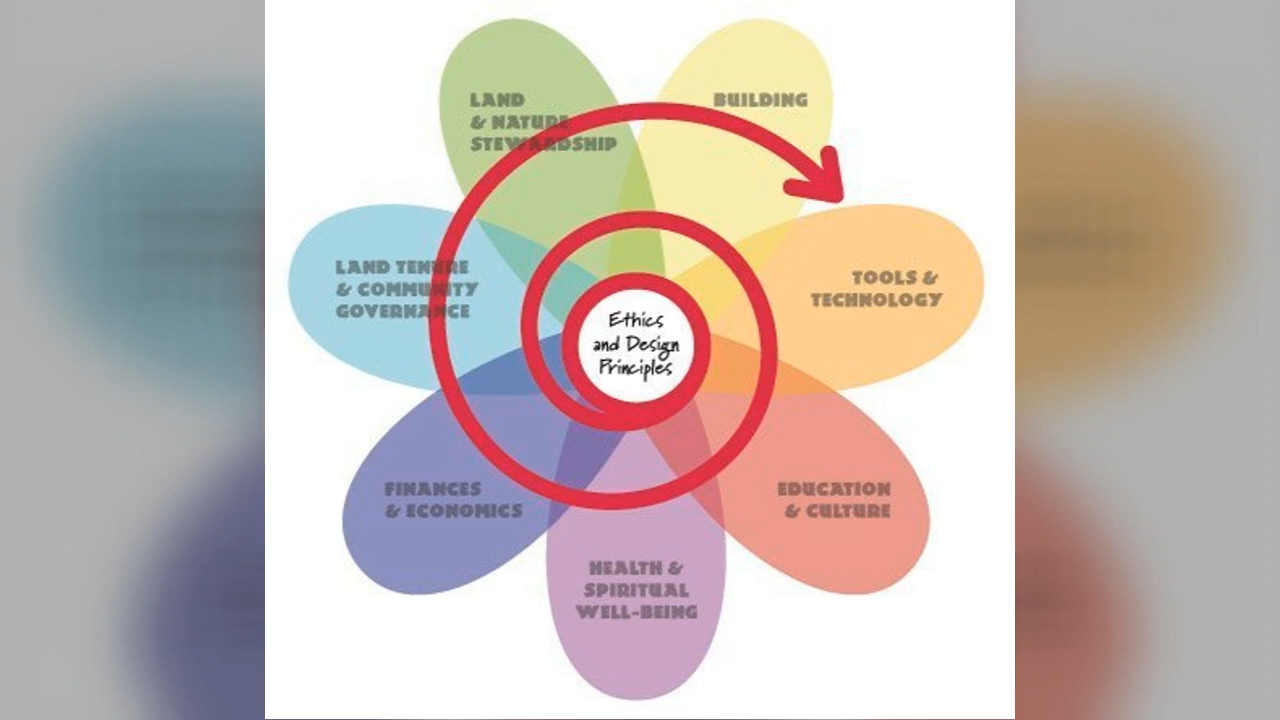 LAND
& NATURE
STEWARDSHIP
BUILDING
LAND TENURE
& COMMUNITY
GOVERNANCE
TOOLS &
TECHNOLOGY
Ethics
and Design
Principles
FINANCES
& ECONOMICS
EDUCATION
& CULTURE
HEALTH &
SPIRITUAL
WELL-BEING